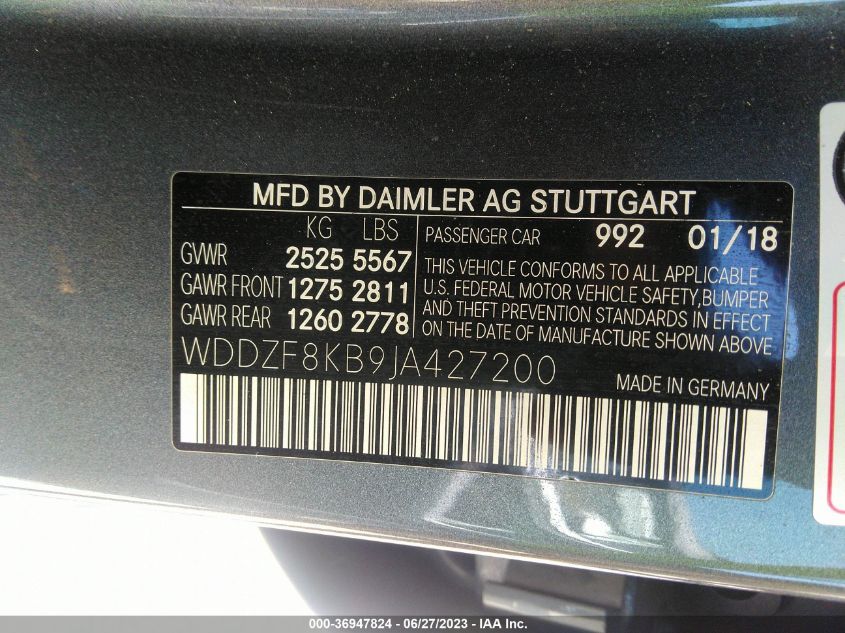 MFD BY DAIMLER AG STUTTGART
KG LBS
GVWR 2525 5567
GAWR FRONT 1275 2811
GAWR REAR 1260 2778
PASSENGER CAR 992 01/18
THIS VEHICLE CONFORMS TO ALL APPLICABLE
U.S. FEDERAL MOTOR VEHICLE SAFETY,BUMPER
AND THEFT PREVENTION STANDARDS IN EFFECT
ON THE DATE OF MANUFACTURE SHOWN ABOVE
WDDZF8KB9JA427200
MADE IN GERMANY
000-36947824 - 06/27/2023 - IAA Inc.